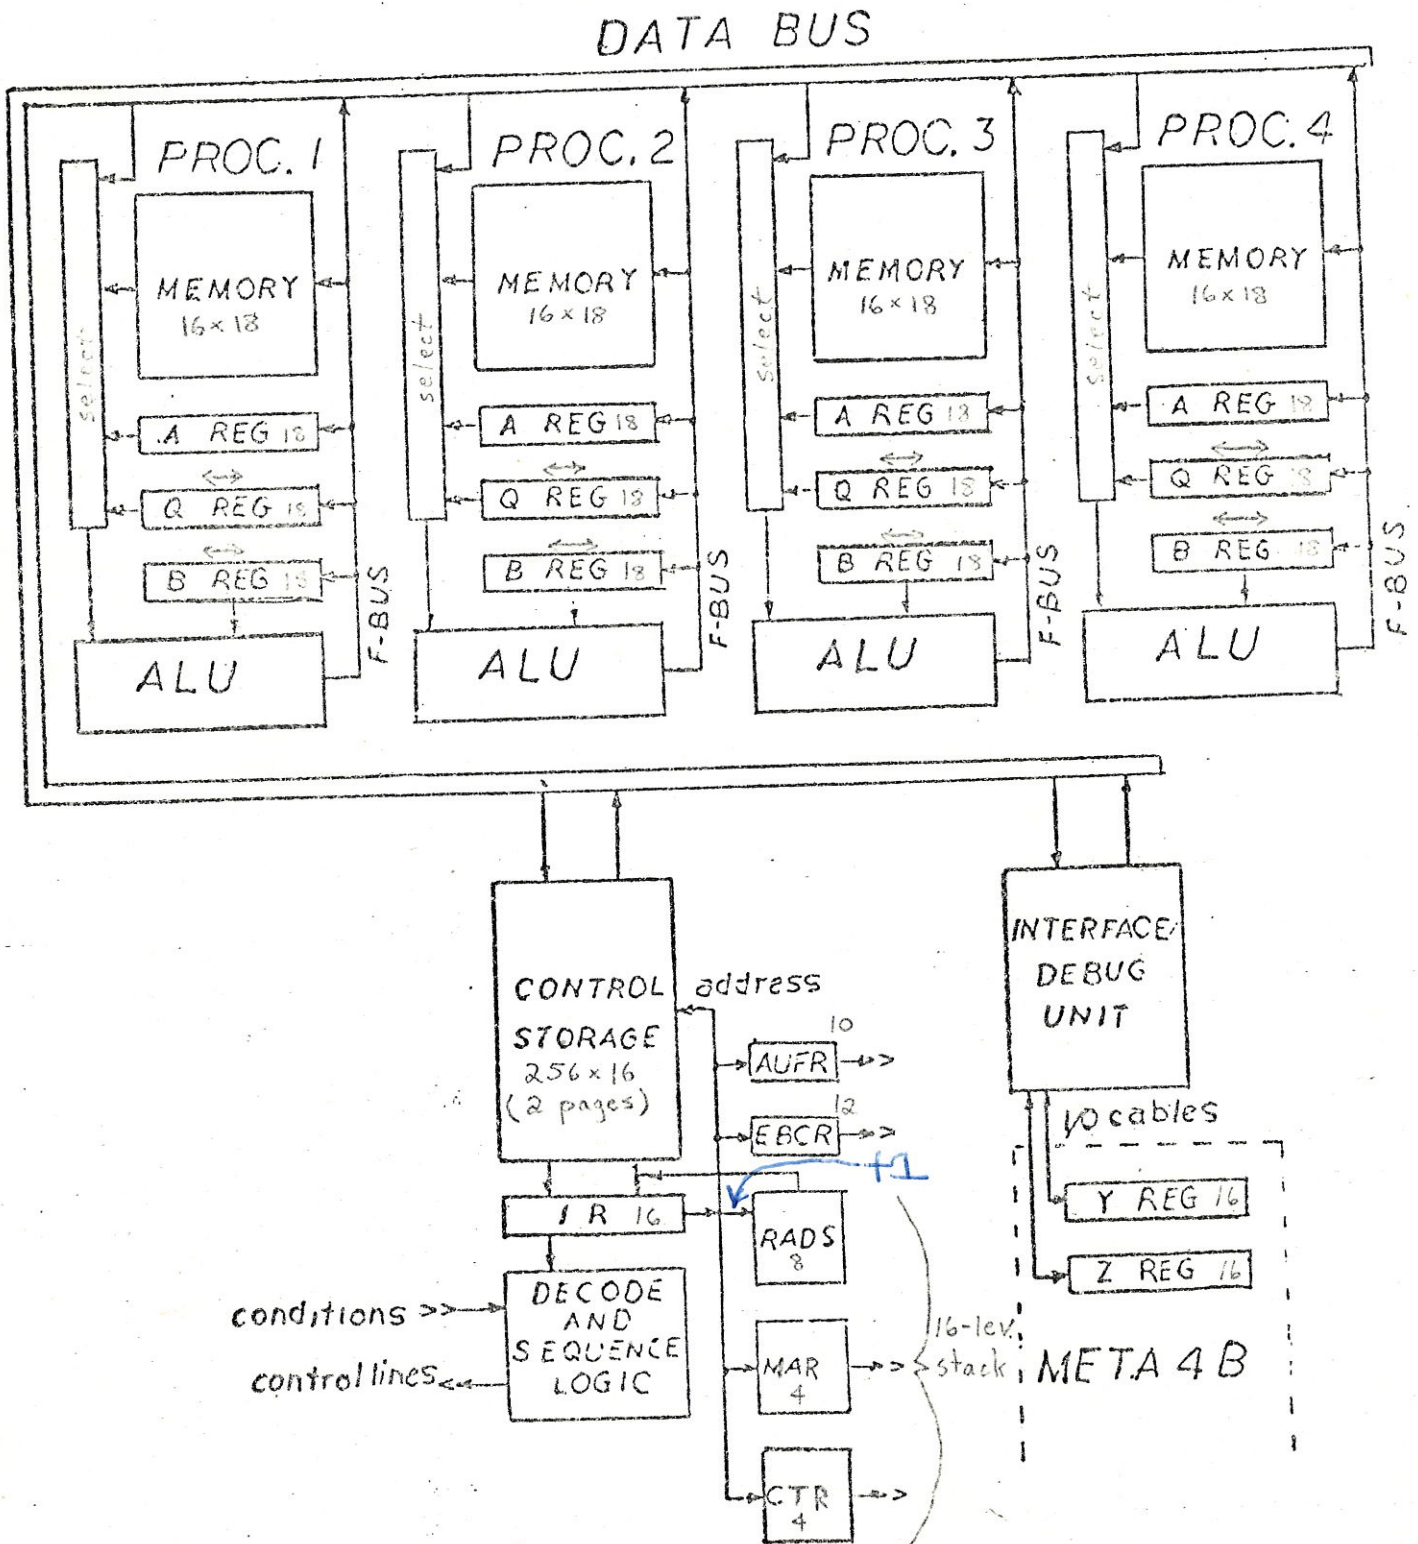 DATA BUS
PROC. 1
PROC. 2
PROC. 3
PROC. 4
select
MEMORY
16×18
A REG 18
Q REG 18
B REG 18
ALU
F-BUS
select
MEMORY
16×18
A REG 18
Q REG 18
B REG 18
ALU
F-BUS
select
MEMORY
16×18
A REG 18
Q REG 18
B REG 18
ALU
F-BUS
select
MEMORY
16×18
A REG 18
Q REG 18
B REG 18
ALU
F-BUS
CONTROL
STORAGE
256×16
(2 pages)
address
10
AUFR
12
EBCR
+1
IR 16
RADS
8
DECODE
AND
SEQUENCE
LOGIC
conditions
control lines
MAR
4
CTR
4
16-lev.
stack
INTERFACE/
DEBUG
UNIT
I/O cables
Y REG 16
Z REG 16
META 4B